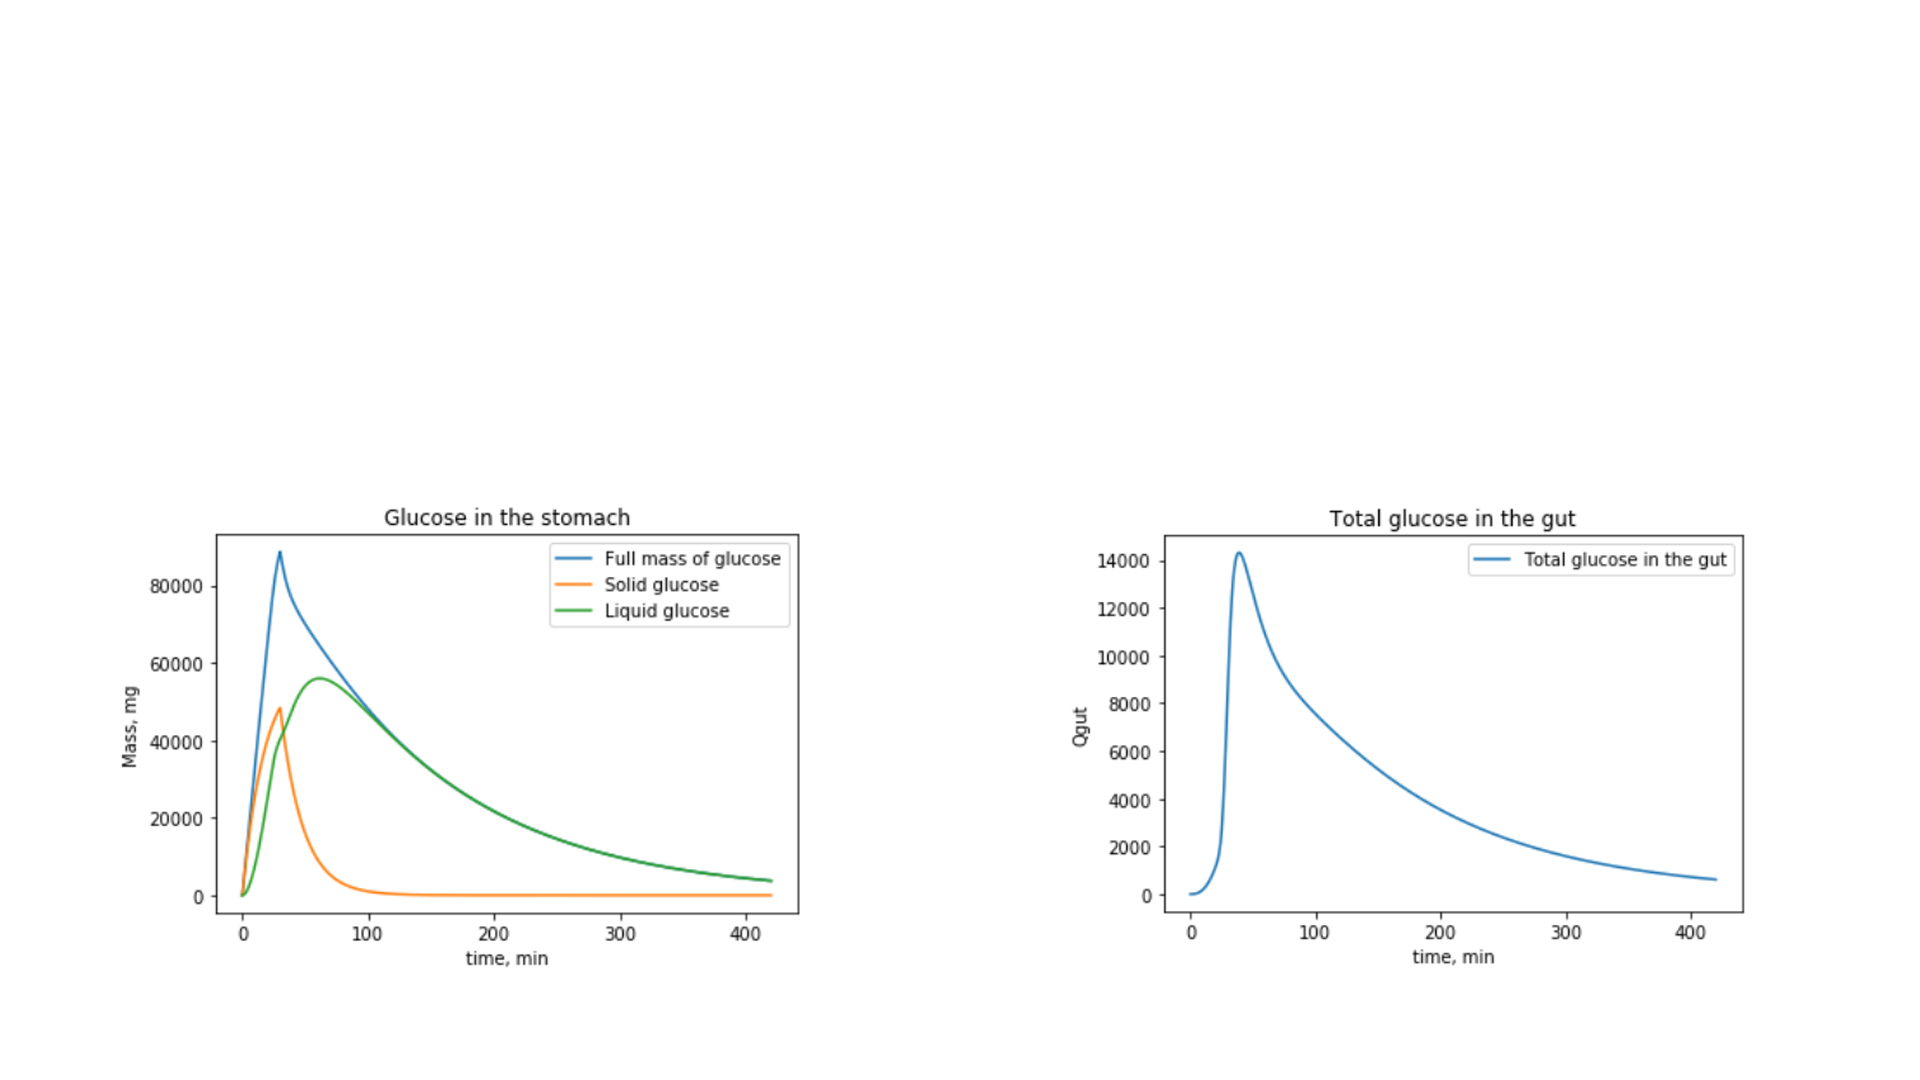 Glucose in the stomach
Full mass of glucose
Solid glucose
Liquid glucose
80000
60000
40000
20000
0
Mass, mg
0 100 200 300 400
time, min
Total glucose in the gut
Total glucose in the gut
14000
12000
10000
8000
6000
4000
2000
0
Qgut
0 100 200 300 400
time, min